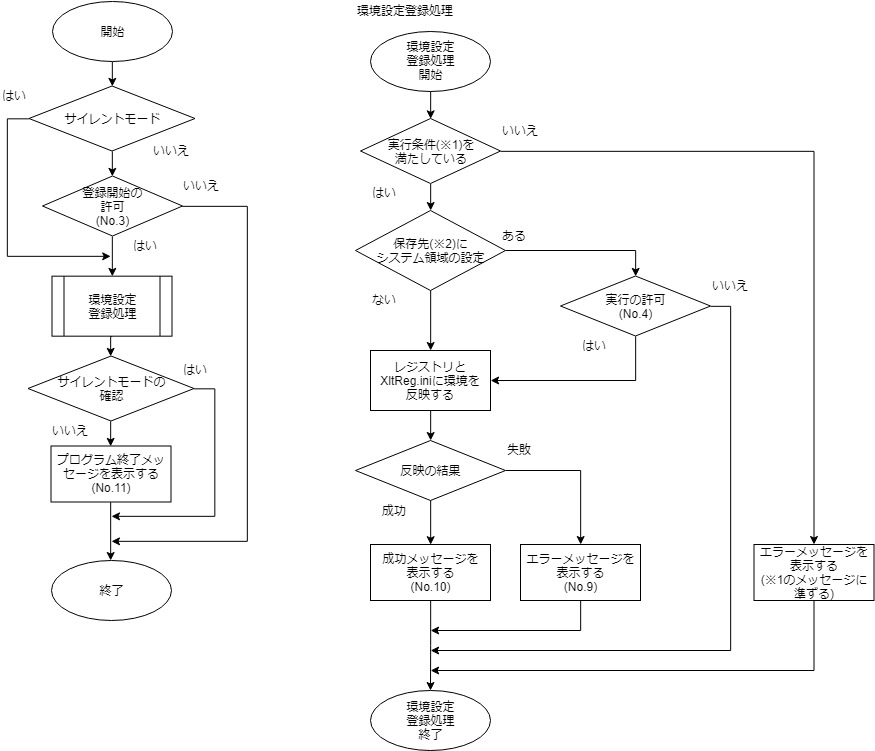 開始
はい
サイレントモード
いいえ
登録開始の
許可
(No.3)
いいえ
はい
環境設定
登録処理
サイレントモードの
確認
はい
いいえ
プログラム終了メッ
セージを表示する
(No.11)
終了
環境設定登録処理
環境設定
登録処理
開始
実行条件(※1)を
満たしている
いいえ
はい
保存先(※2)に
システム領域の設定
ある
ない
実行の許可
(No.4)
いいえ
はい
レジストリと
XltReg.iniに環境を
反映する
反映の結果
失敗
成功
成功メッセージを
表示する
(No.10)
エラーメッセージを
表示する
(No.9)
エラーメッセージを
表示する
(※1のメッセージに
準ずる)
環境設定
登録処理
終了